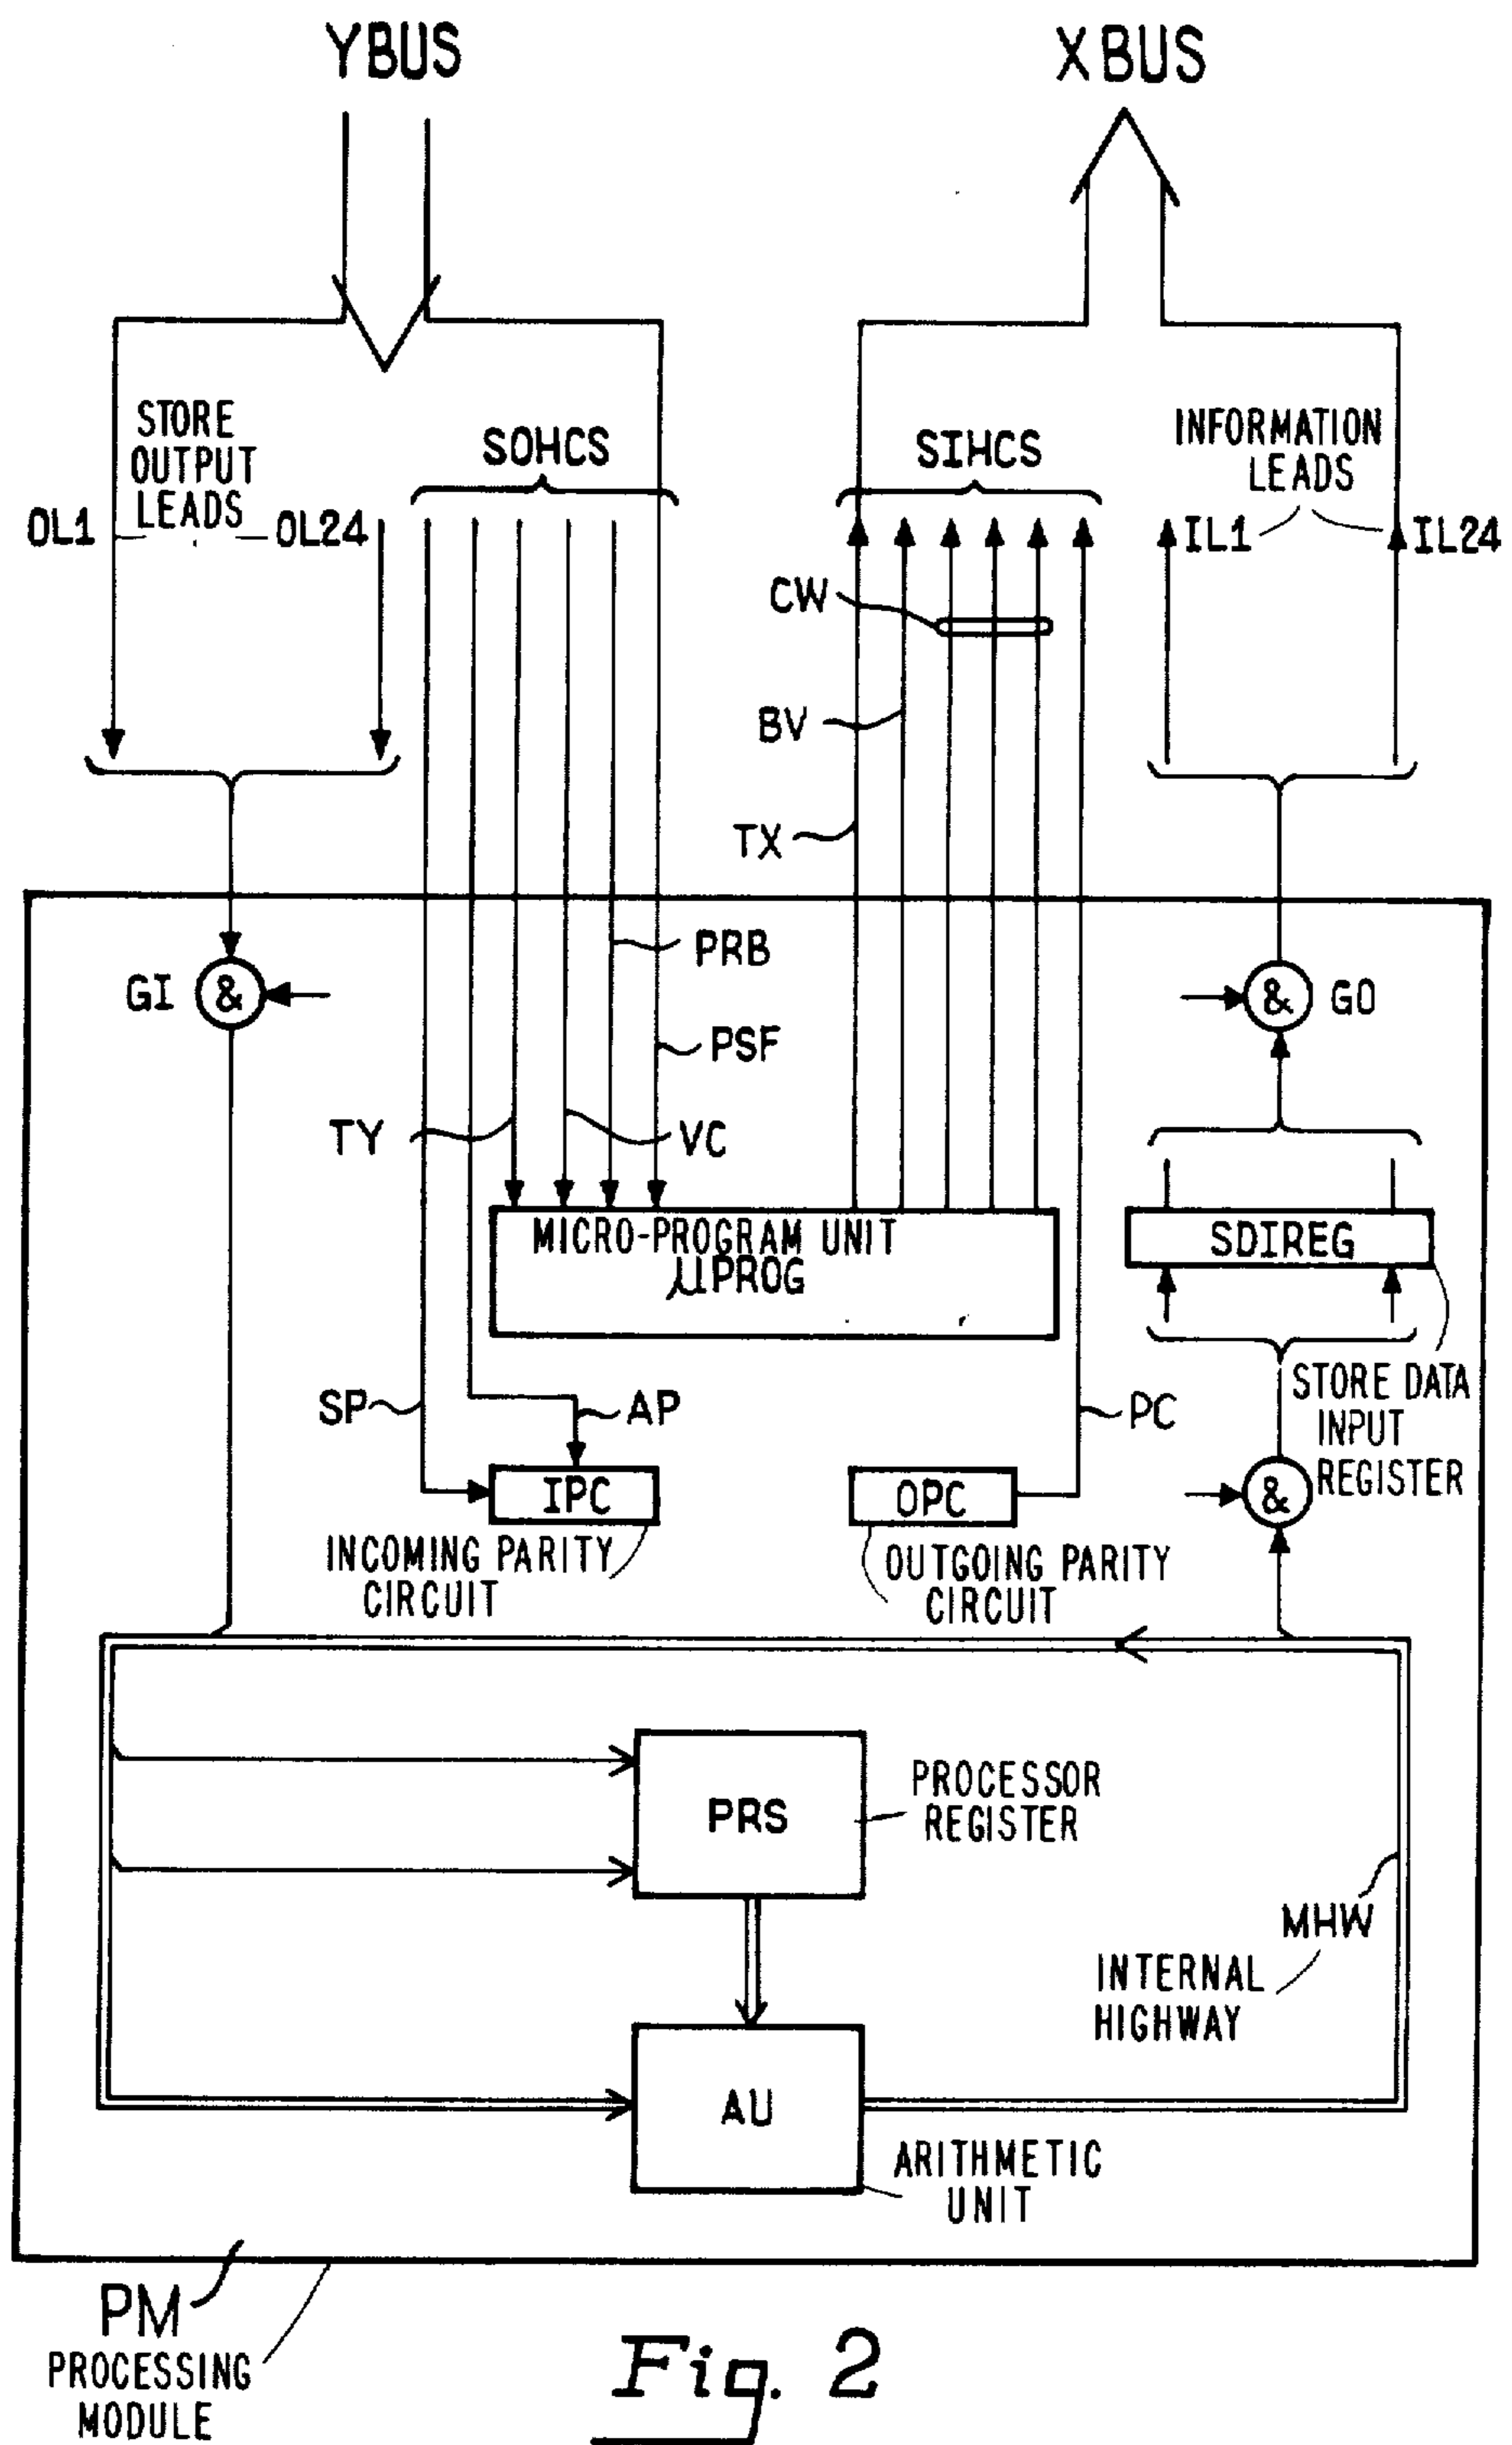 YBUS
XBUS
STORE
OUTPUT
LEADS
SOHCS
SIHCS
INFORMATION
LEADS
OL1
OL24
IL1
IL24
CW
BV
TX
PRB
GI
&
&
GO
PSF
TY
VC
MICRO-PROGRAM UNIT
μPROG
SDIREG
STORE DATA
INPUT
REGISTER
SP
AP
PC
IPC
OPC
&
INCOMING PARITY
CIRCUIT
OUTGOING PARITY
CIRCUIT
PRS
PROCESSOR
REGISTER
MHW
INTERNAL
HIGHWAY
AU
ARITHMETIC
UNIT
PM
PROCESSING
MODULE
Fig. 2